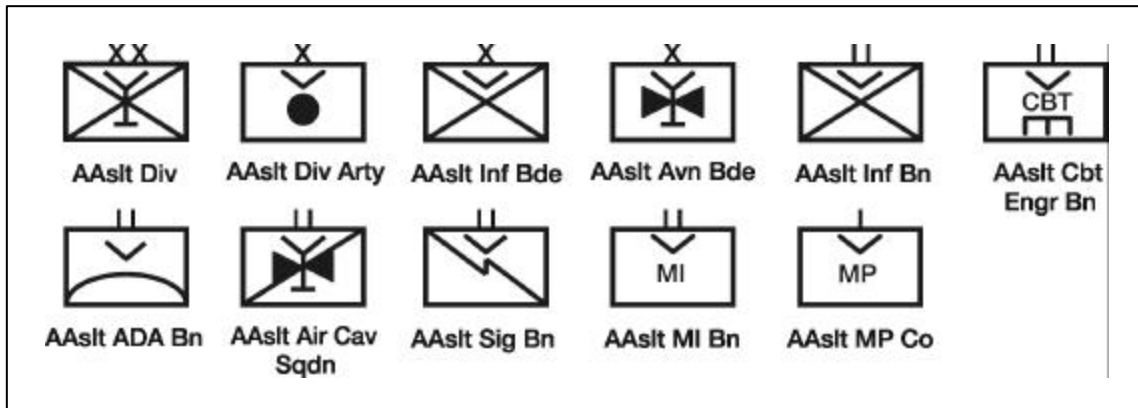 XX X X X II II
CBT
AAslt Div AAslt Div Arty AAslt Inf Bde AAslt Avn Bde AAslt Inf Bn AAslt Cbt
Engr Bn
II II II II I
MI MP
AAslt ADA Bn AAslt Air Cav AAslt Sig Bn AAslt MI Bn AAslt MP Co
Sqdn